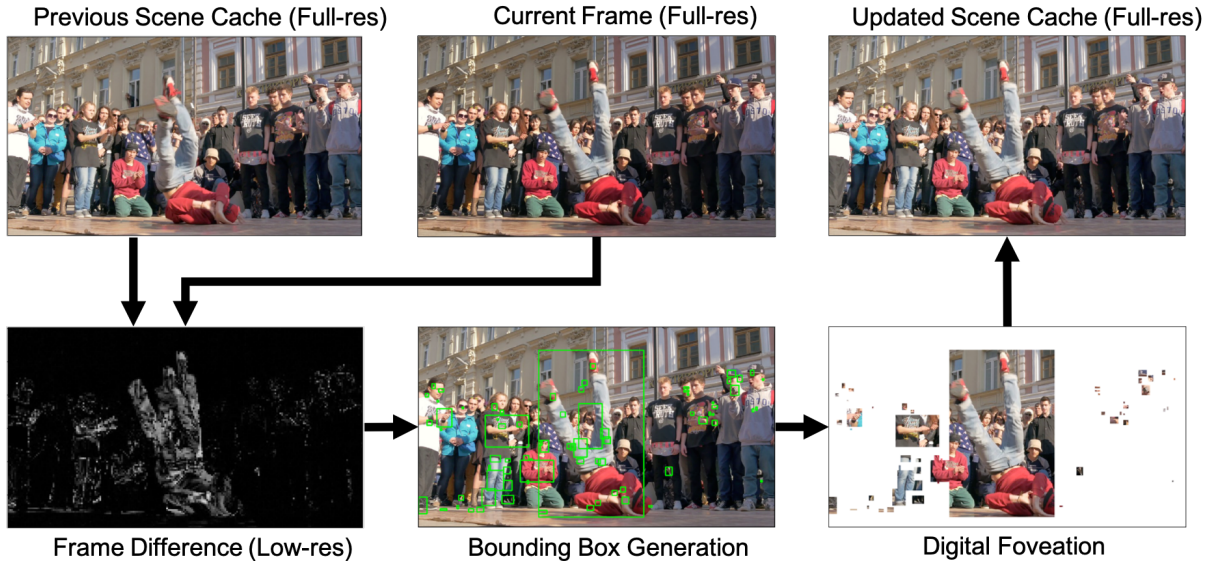 Previous Scene Cache (Full-res)
Current Frame (Full-res)
Updated Scene Cache (Full-res)
Frame Difference (Low-res)
Bounding Box Generation
Digital Foveation